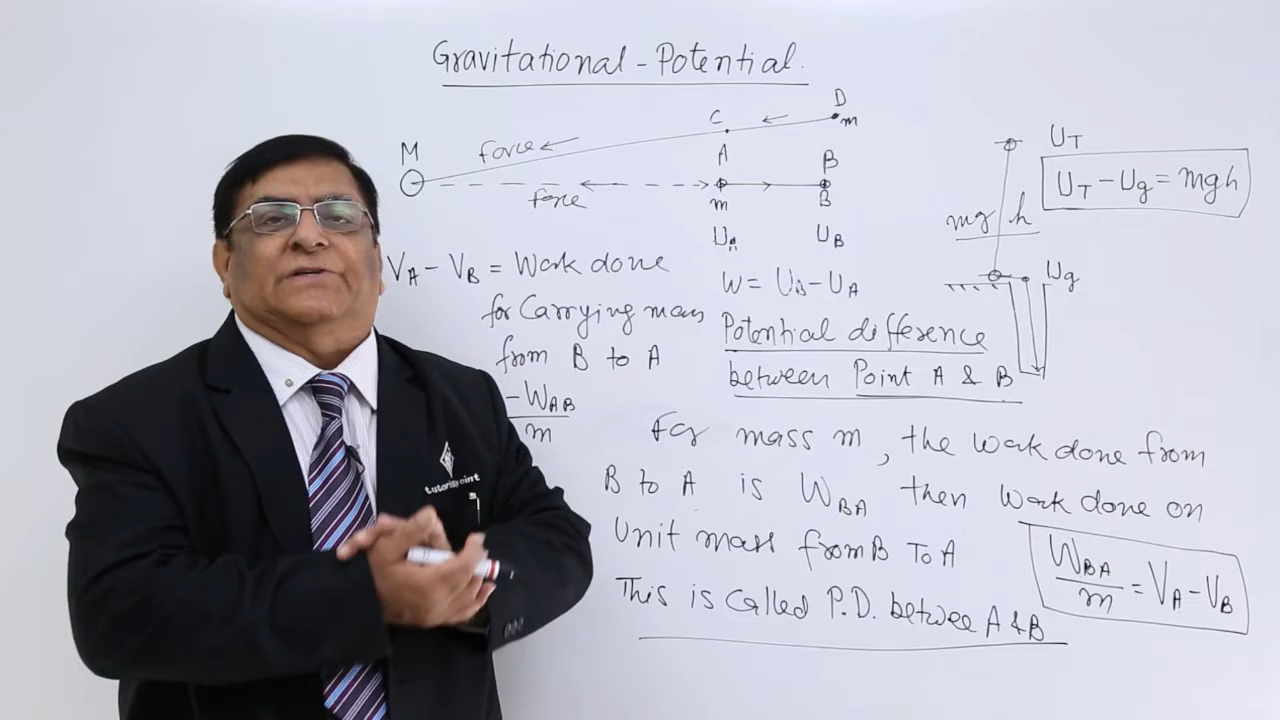 Gravitational - Potential.
M
force
C
D
m
A
B
force
m
B
U_A
U_B
W = U_B - U_A
Potential difference
between Point A & B
U_T
U_T - U_g = mgh
mg h
U_g
V_A - V_B = Work done
for Carrying mass
from B to A
-W_AB
m
For mass m, the work done from
B to A is W_BA then work done on
Unit mass from B To A
W_BA / m = V_A - V_B
This is called P.D. betwee A & B
tutorialspoint